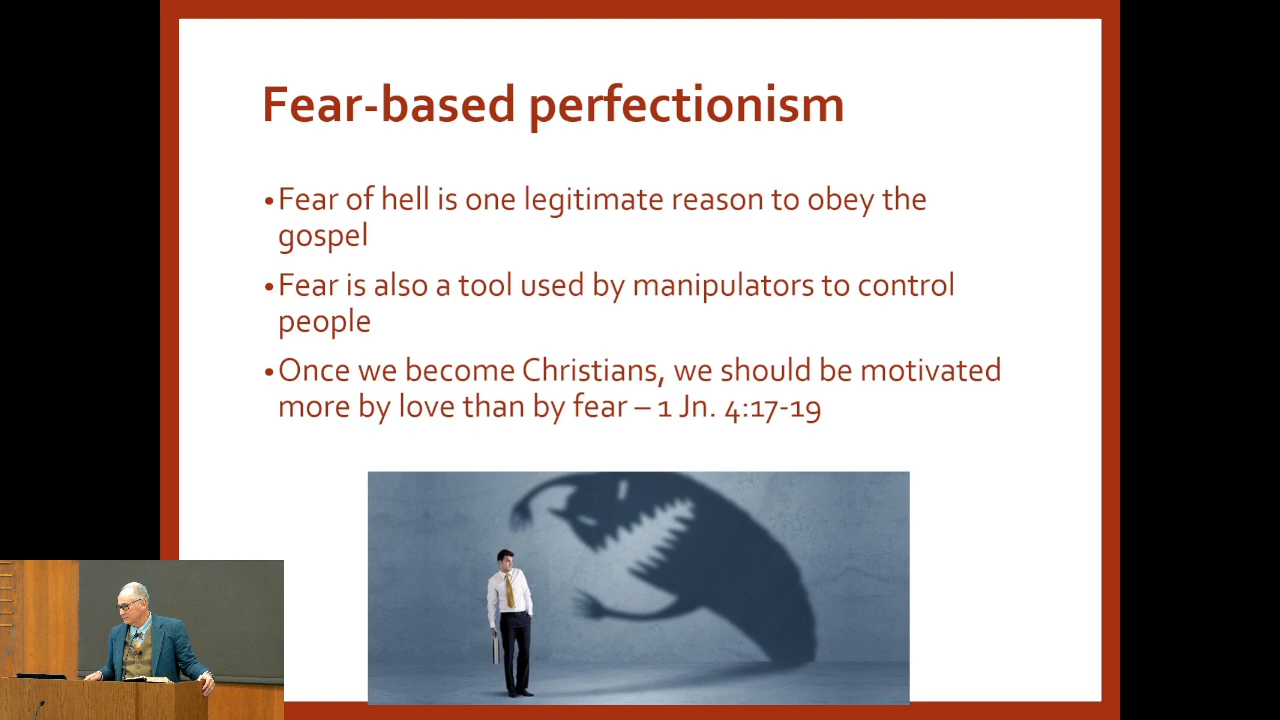 Fear-based perfectionism
•Fear of hell is one legitimate reason to obey the
gospel
•Fear is also a tool used by manipulators to control
people
•Once we become Christians, we should be motivated
more by love than by fear – 1 Jn. 4:17-19